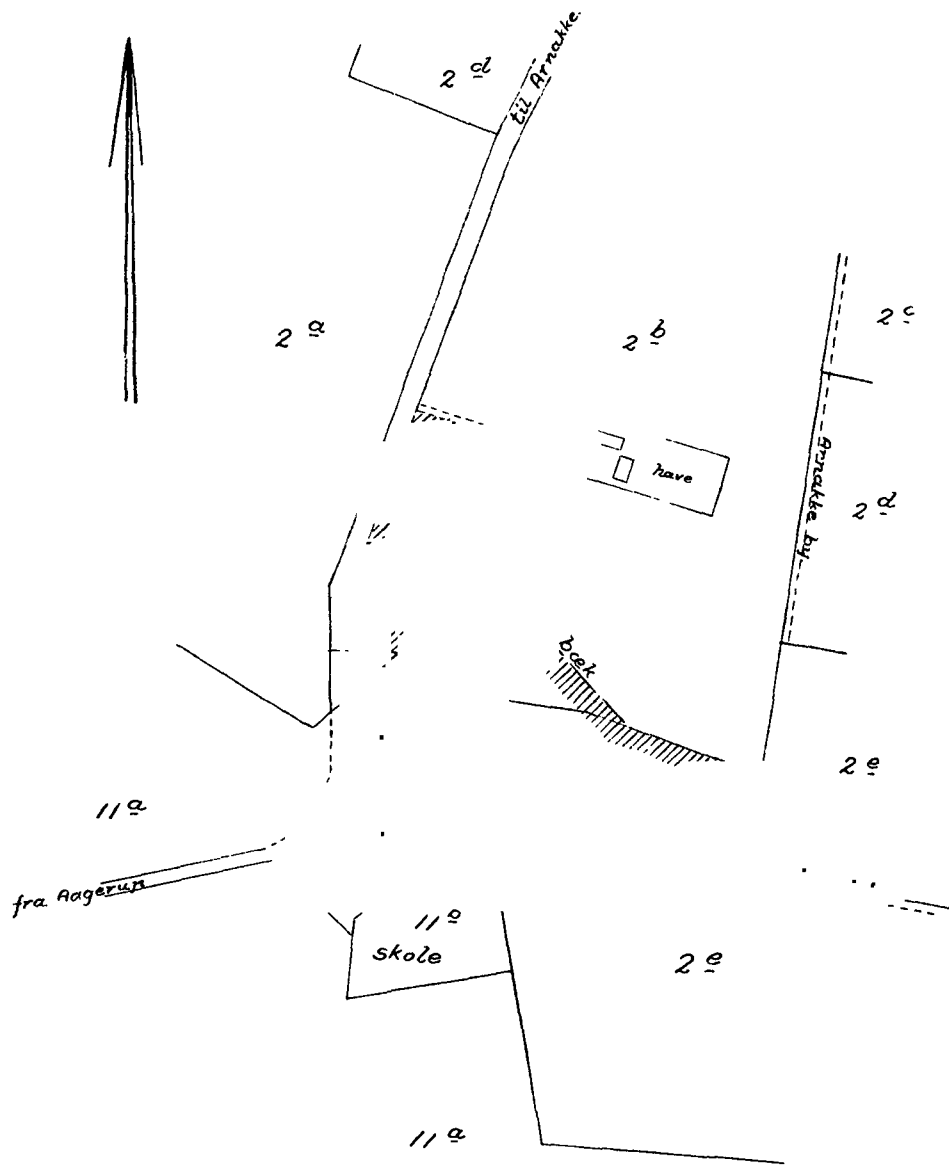 2 d
til Arnakke.
2 a
2 b
2 c
have
Arnakke by
2 d
bæk
2 e
11 a
fra Aagerup
11 a
skole
2 e
11 a